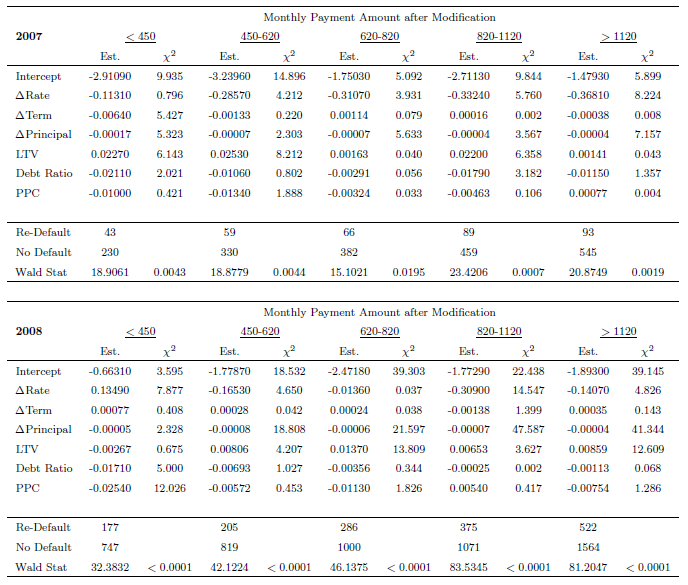 Monthly Payment Amount after Modification
2007 < 450 450-620 620-820 820-1120 > 1120
Est. χ² Est. χ² Est. χ² Est. χ² Est. χ²
Intercept -2.91090 9.935 -3.23960 14.896 -1.75030 5.092 -2.71130 9.844 -1.47930 5.899
ΔRate -0.11310 0.796 -0.28570 4.212 -0.31070 3.931 -0.33240 5.760 -0.36810 8.224
ΔTerm -0.00640 5.427 -0.00133 0.220 0.00114 0.079 0.00016 0.002 -0.00038 0.008
ΔPrincipal -0.00017 5.323 -0.00007 2.303 -0.00007 5.633 -0.00004 3.567 -0.00004 7.157
LTV 0.02270 6.143 0.02530 8.212 0.00163 0.040 0.02200 6.358 0.00141 0.043
Debt Ratio -0.02110 2.021 -0.01060 0.802 -0.00291 0.056 -0.01790 3.182 -0.01150 1.357
PPC -0.01000 0.421 -0.01340 1.888 -0.00324 0.033 -0.00463 0.106 0.00077 0.004
Re-Default 43 59 66 89 93
No Default 230 330 382 459 545
Wald Stat 18.9061 0.0043 18.8779 0.0044 15.1021 0.0195 23.4206 0.0007 20.8749 0.0019
Monthly Payment Amount after Modification
2008 < 450 450-620 620-820 820-1120 > 1120
Est. χ² Est. χ² Est. χ² Est. χ² Est. χ²
Intercept -0.66310 3.595 -1.77870 18.532 -2.47180 39.303 -1.77290 22.438 -1.89300 39.145
ΔRate 0.13490 7.877 -0.16530 4.650 -0.01360 0.037 -0.30900 14.547 -0.14070 4.826
ΔTerm 0.00077 0.408 0.00028 0.042 0.00024 0.038 -0.00138 1.399 0.00035 0.143
ΔPrincipal -0.00005 2.328 -0.00008 18.808 -0.00006 21.597 -0.00007 47.587 -0.00004 41.344
LTV -0.00267 0.675 0.00806 4.207 0.01370 13.809 0.00653 3.627 0.00859 12.609
Debt Ratio -0.01710 5.000 -0.00693 1.027 -0.00356 0.344 -0.00025 0.002 -0.00113 0.068
PPC -0.02540 12.026 -0.00572 0.453 -0.01130 1.826 0.00540 0.417 -0.00754 1.286
Re-Default 177 205 286 375 522
No Default 747 819 1000 1071 1564
Wald Stat 32.3832 < 0.0001 42.1224 < 0.0001 46.1375 < 0.0001 83.5345 < 0.0001 81.2047 < 0.0001